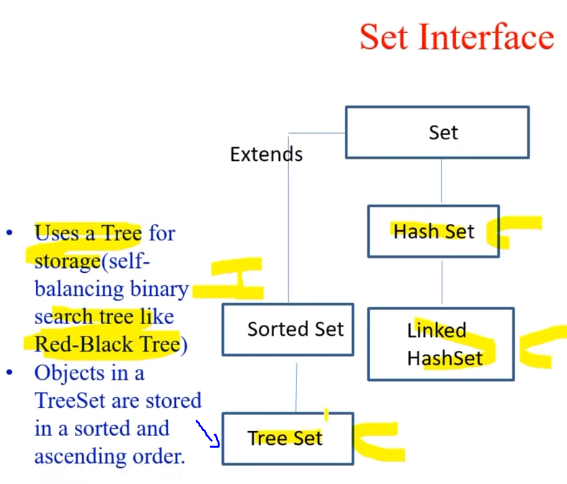 Set Interface
Set
Extends
Hash Set
• Uses a Tree for
storage(self-
balancing binary
search tree like
Red-Black Tree)
• Objects in a
TreeSet are stored
in a sorted and
ascending order.
Sorted Set
Linked
HashSet
Tree Set